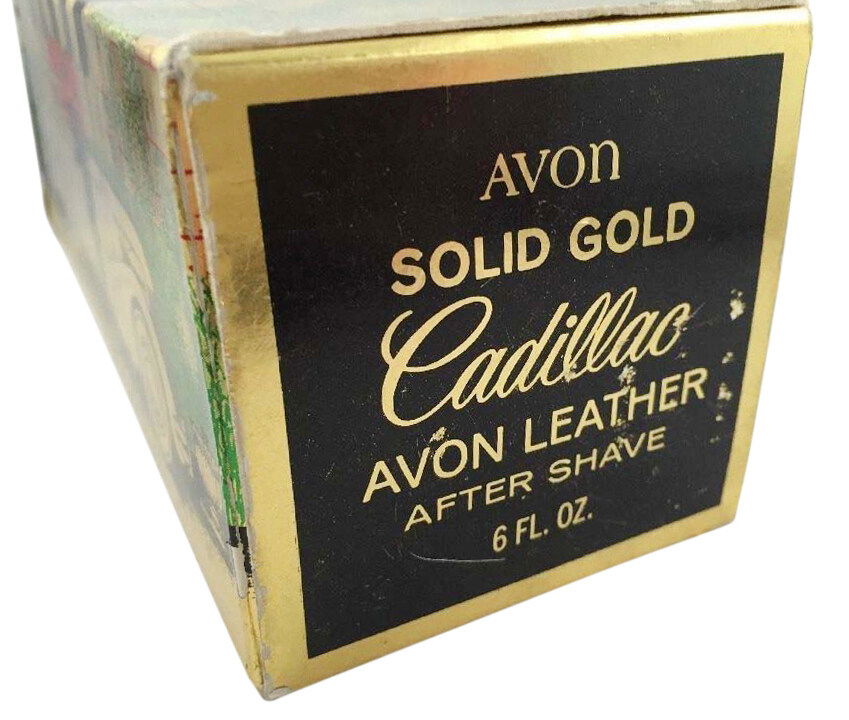 AVON
SOLID GOLD
Cadillac
AVON LEATHER
AFTER SHAVE
6 FL. OZ.